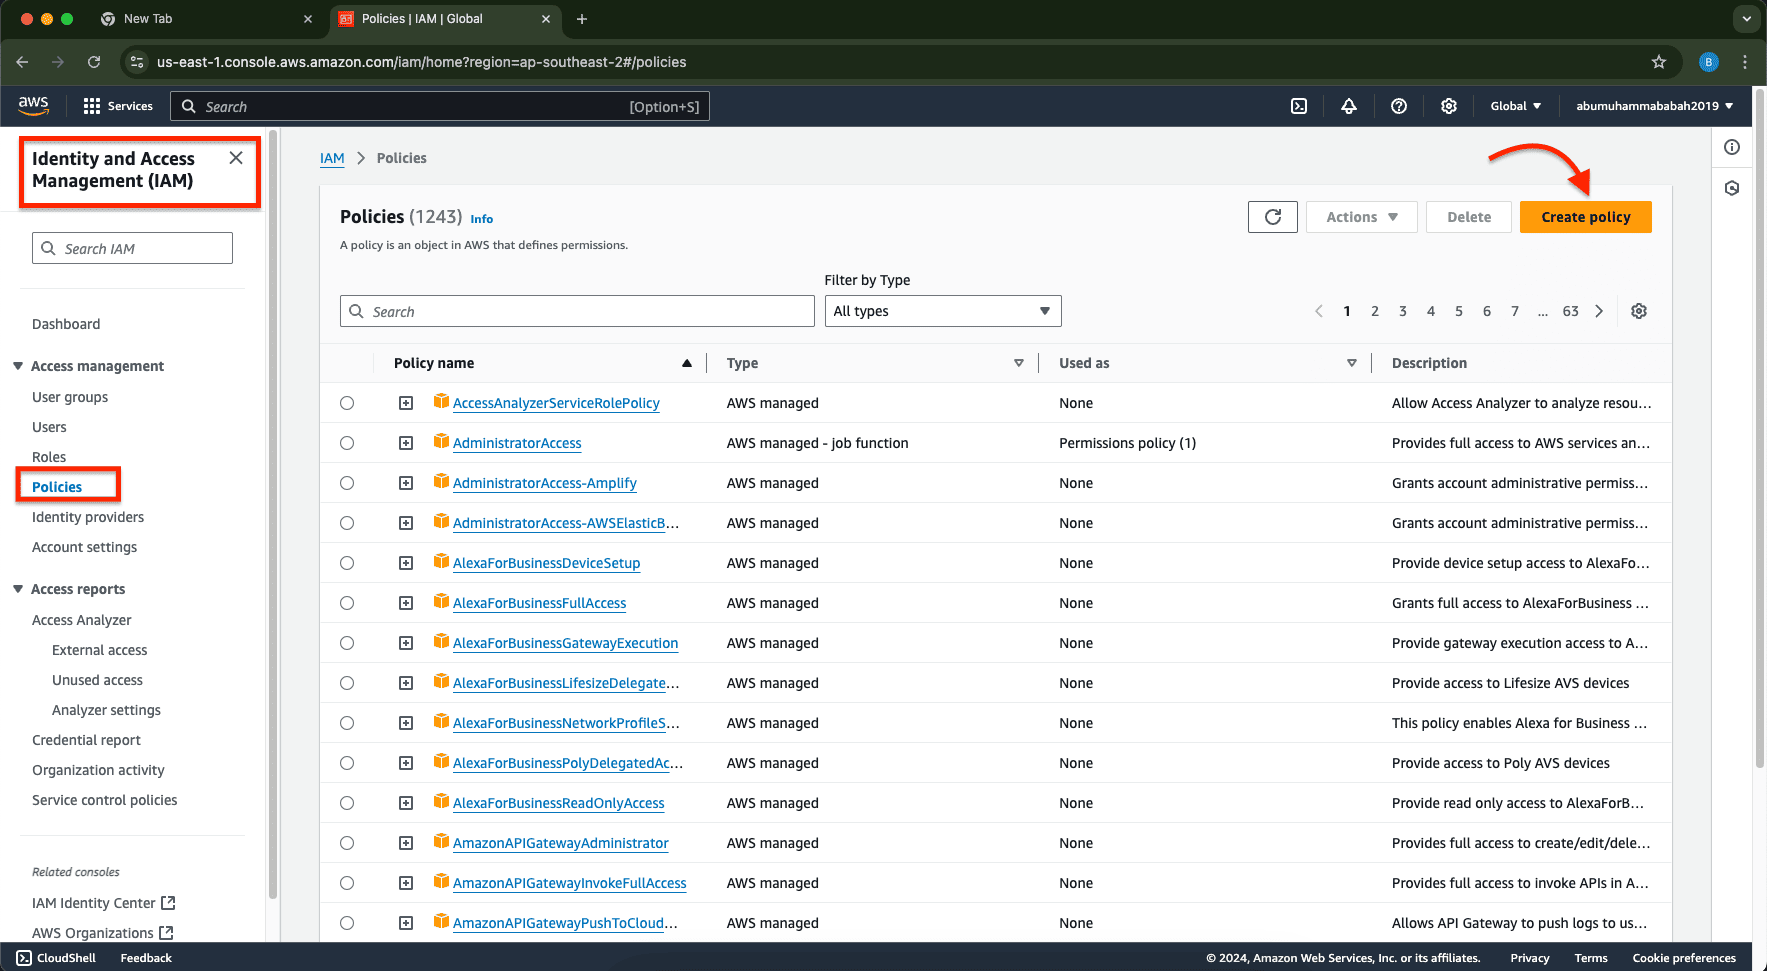 New Tab
Policies | IAM | Global
us-east-1.console.aws.amazon.com/iam/home?region=ap-southeast-2#/policies
B
aws
Services
Search
[Option+S]
Global
abumuhammababah2019
Identity and Access
Management (IAM)
Search IAM
Dashboard
Access management
User groups
Users
Roles
Policies
Identity providers
Account settings
Access reports
Access Analyzer
External access
Unused access
Analyzer settings
Credential report
Organization activity
Service control policies
Related consoles
IAM Identity Center
AWS Organizations
IAM > Policies
Policies (1243) Info
A policy is an object in AWS that defines permissions.
Actions
Delete
Create policy
Filter by Type
Search
All types
1 2 3 4 5 6 7 ... 63
Policy name Type Used as Description
AccessAnalyzerServiceRolePolicy AWS managed None Allow Access Analyzer to analyze resou...
AdministratorAccess AWS managed - job function Permissions policy (1) Provides full access to AWS services an...
AdministratorAccess-Amplify AWS managed None Grants account administrative permiss...
AdministratorAccess-AWSElasticB... AWS managed None Grants account administrative permiss...
AlexaForBusinessDeviceSetup AWS managed None Provide device setup access to AlexaFo...
AlexaForBusinessFullAccess AWS managed None Grants full access to AlexaForBusiness ...
AlexaForBusinessGatewayExecution AWS managed None Provide gateway execution access to A...
AlexaForBusinessLifesizeDelegate... AWS managed None Provide access to Lifesize AVS devices
AlexaForBusinessNetworkProfileS... AWS managed None This policy enables Alexa for Business ...
AlexaForBusinessPolyDelegatedAc... AWS managed None Provide access to Poly AVS devices
AlexaForBusinessReadOnlyAccess AWS managed None Provide read only access to AlexaForB...
AmazonAPIGatewayAdministrator AWS managed None Provides full access to create/edit/dele...
AmazonAPIGatewayInvokeFullAccess AWS managed None Provides full access to invoke APIs in A...
AmazonAPIGatewayPushToCloud... AWS managed None Allows API Gateway to push logs to us...
CloudShell
Feedback
© 2024, Amazon Web Services, Inc. or its affiliates.
Privacy
Terms
Cookie preferences